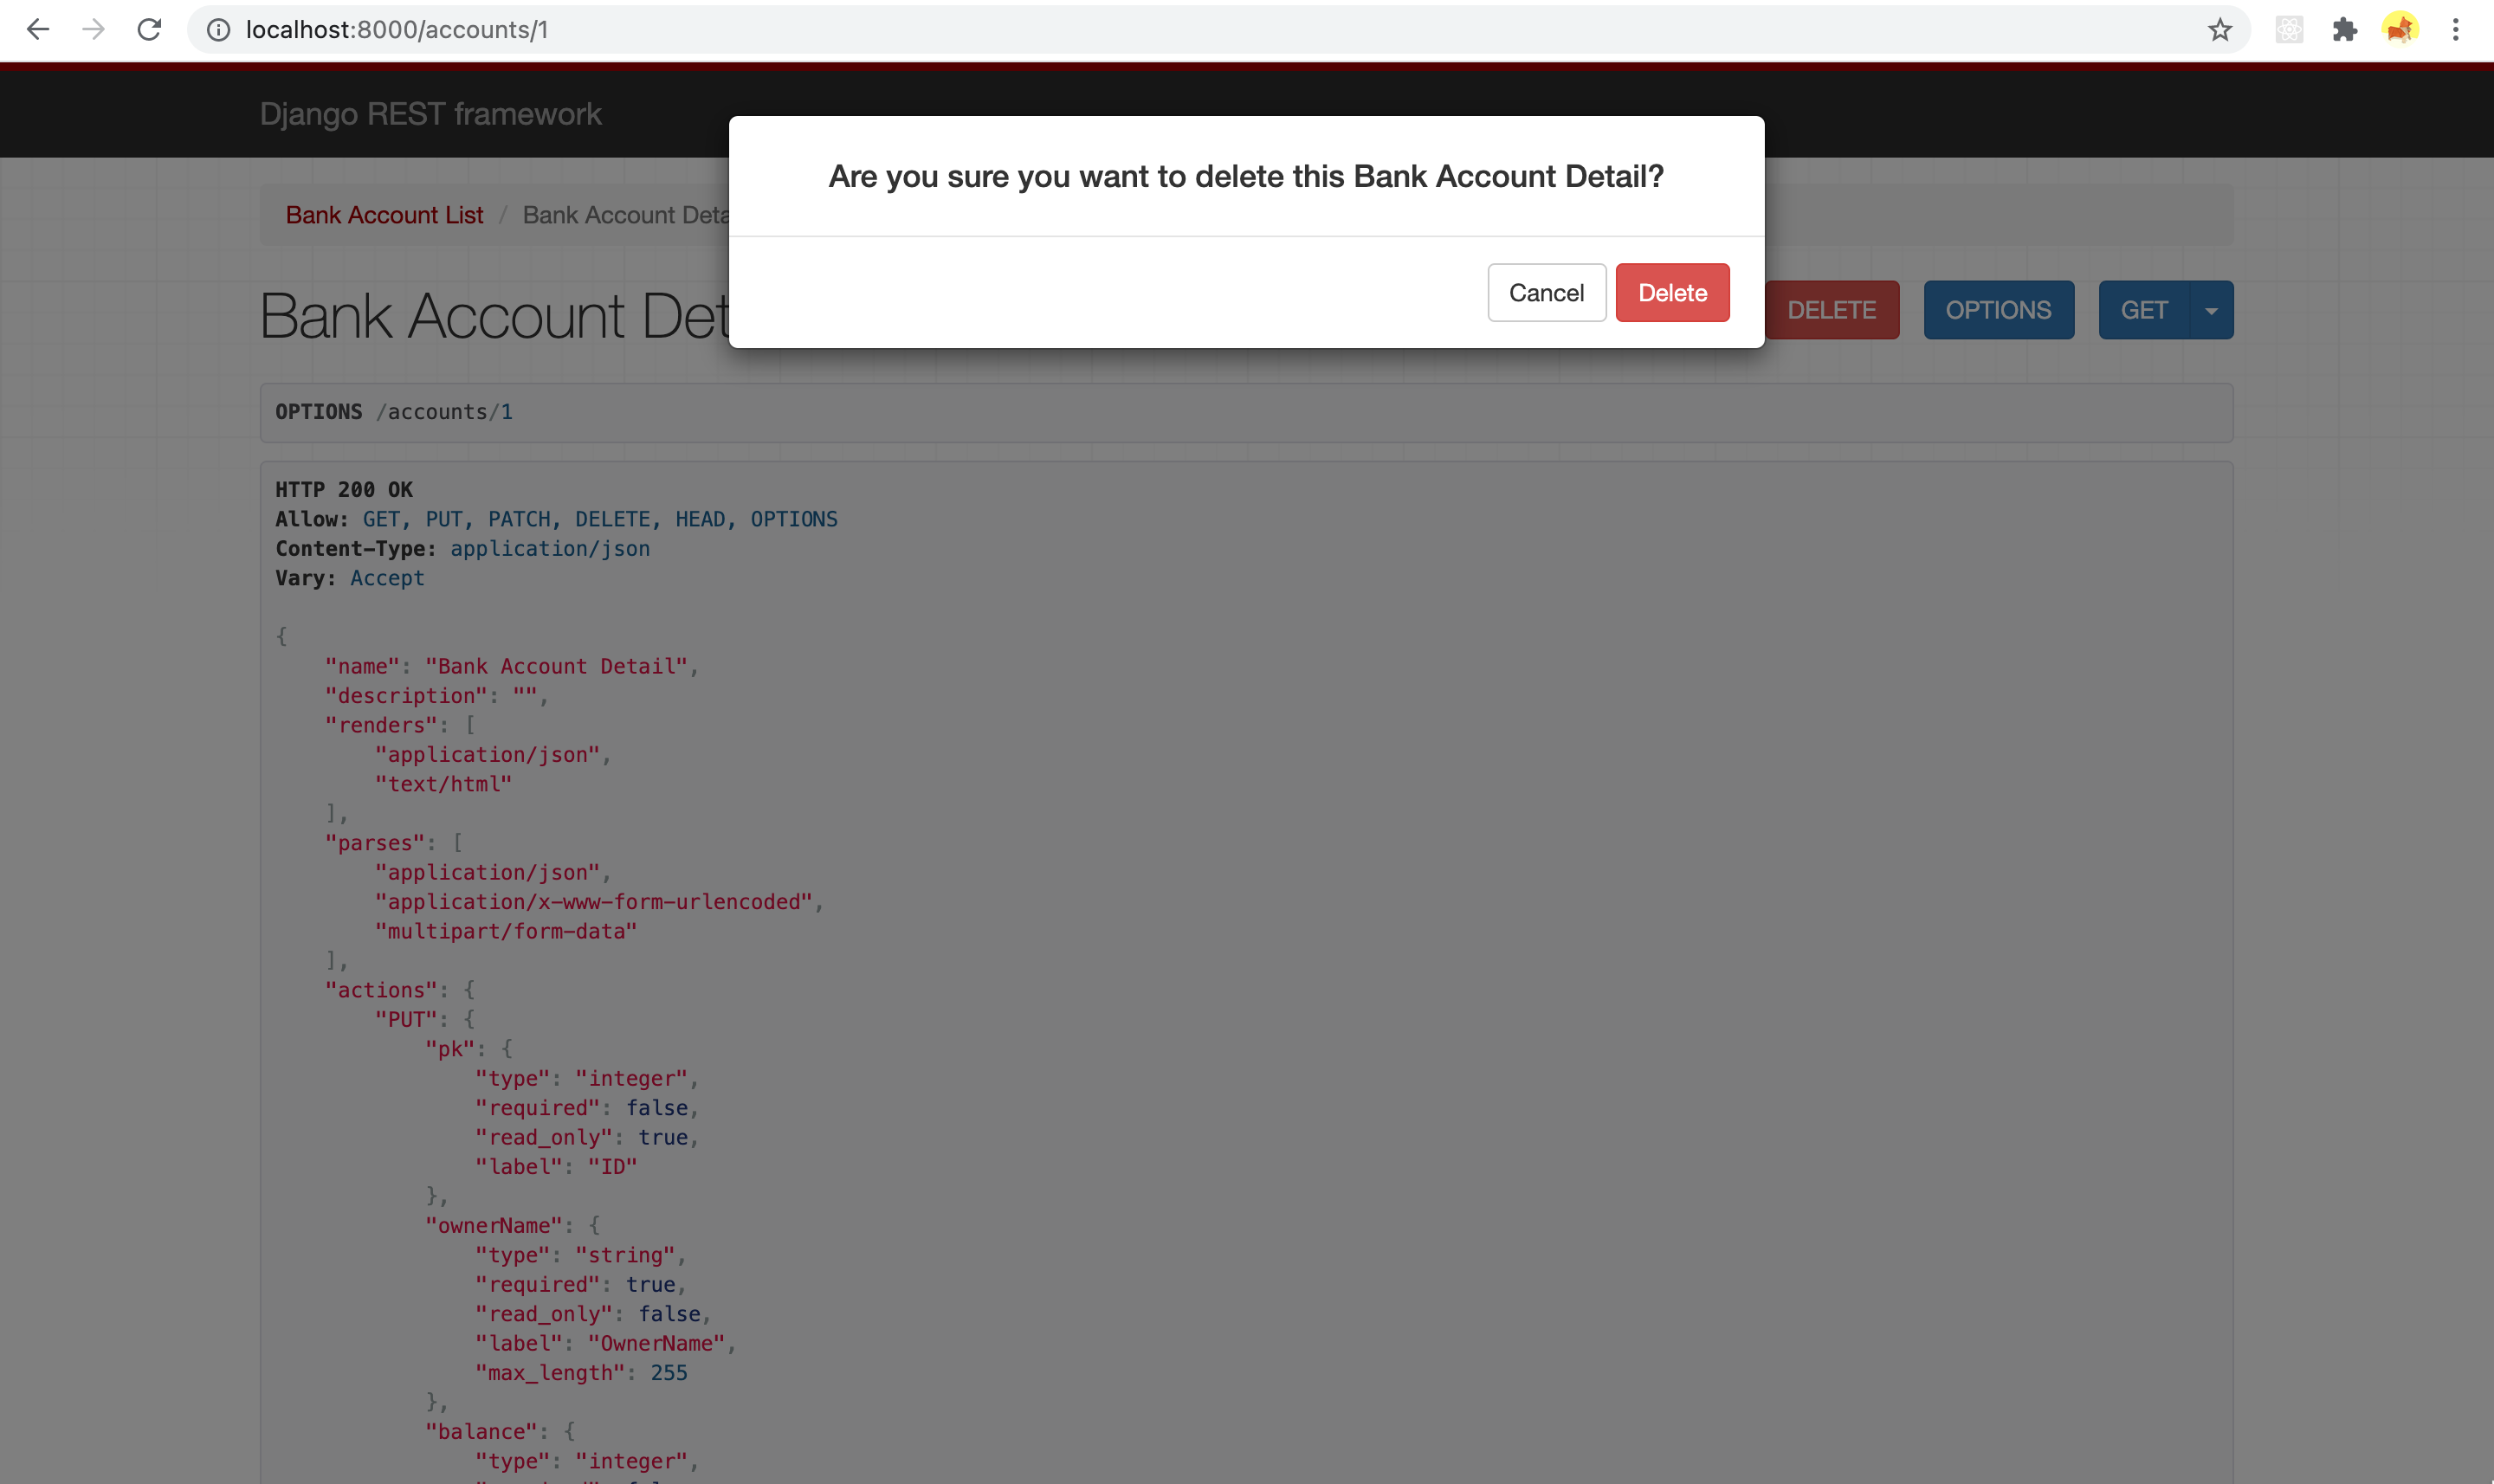 localhost:8000/accounts/1
Django REST framework
Are you sure you want to delete this Bank Account Detail?
Cancel Delete
Bank Account List / Bank Account Deta
Bank Account Det
DELETE OPTIONS GET
OPTIONS /accounts/1
HTTP 200 OK
Allow: GET, PUT, PATCH, DELETE, HEAD, OPTIONS
Content-Type: application/json
Vary: Accept
{
    "name": "Bank Account Detail",
    "description": "",
    "renders": [
        "application/json",
        "text/html"
    ],
    "parses": [
        "application/json",
        "application/x-www-form-urlencoded",
        "multipart/form-data"
    ],
    "actions": {
        "PUT": {
            "pk": {
                "type": "integer",
                "required": false,
                "read_only": true,
                "label": "ID"
            },
            "ownerName": {
                "type": "string",
                "required": true,
                "read_only": false,
                "label": "OwnerName",
                "max_length": 255
            },
            "balance": {
                "type": "integer",